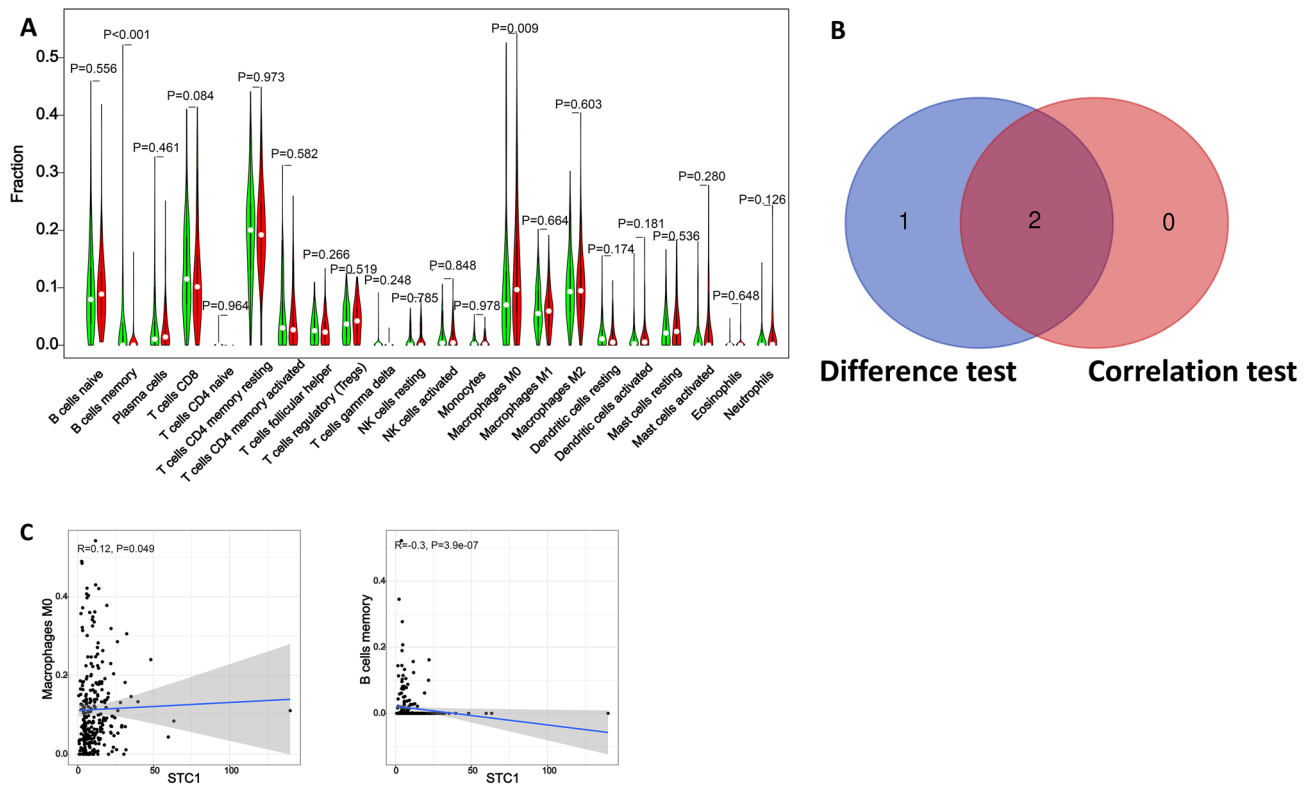 A
P=0.556
P<0.001
P=0.461
P=0.084
P=0.964
P=0.973
P=0.582
P=0.266
P=0.519
P=0.248
P=0.785
P=0.848
P=0.978
P=0.009
P=0.664
P=0.603
P=0.174
P=0.181
P=0.536
P=0.280
P=0.648
P=0.126
Fraction
0.5
0.4
0.3
0.2
0.1
0.0
B cells naive
B cells memory
Plasma cells
T cells CD8
T cells CD4 naive
T cells CD4 memory resting
T cells CD4 memory activated
T cells follicular helper
T cells regulatory (Tregs)
T cells gamma delta
NK cells resting
NK cells activated
Monocytes
Macrophages M0
Macrophages M1
Macrophages M2
Dendritic cells resting
Dendritic cells activated
Mast cells resting
Mast cells activated
Eosinophils
Neutrophils
B
1
2
0
Difference test
Correlation test
C
R=0.12, P=0.049
Macrophages M0
0.4
0.2
0.0
0
50
100
STC1
R=-0.3, P=3.9e-07
B cells memory
0.4
0.2
0.0
0
50
100
STC1